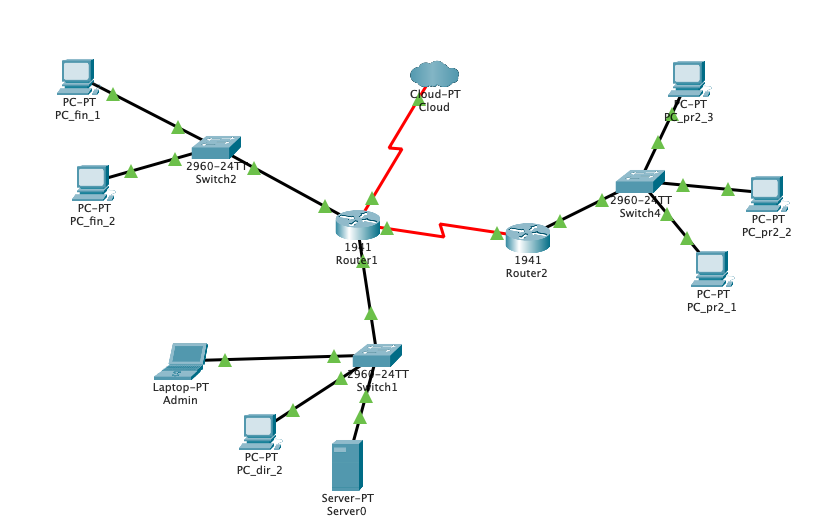 PC-PT
PC_fin_1
Cloud-PT
Cloud
PC-PT
PC_pr2_3
2960-24TT
Switch2
PC-PT
PC_fin_2
2960-24TT
Switch4
PC-PT
PC_pr2_2
1941
Router1
1941
Router2
PC-PT
PC_pr2_1
2960-24TT
Switch1
Laptop-PT
Admin
PC-PT
PC_dir_2
Server-PT
Server0